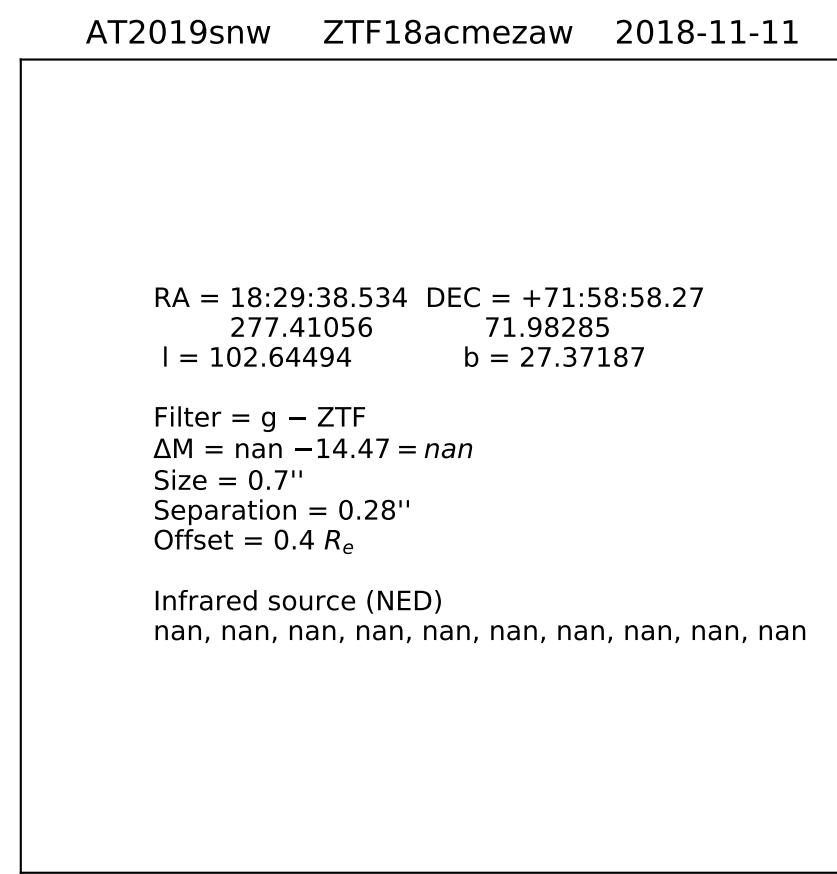 AT2019snw ZTF18acmezaw 2018-11-11
RA = 18:29:38.534 DEC = +71:58:58.27
277.41056 71.98285
l = 102.64494 b = 27.37187
Filter = g − ZTF
ΔM = nan −14.47 = nan
Size = 0.7''
Separation = 0.28''
Offset = 0.4 Re
Infrared source (NED)
nan, nan, nan, nan, nan, nan, nan, nan, nan, nan